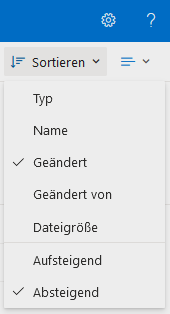 ?
Sortieren
Typ
Name
Geändert
Geändert von
Dateigröße
Aufsteigend
Absteigend